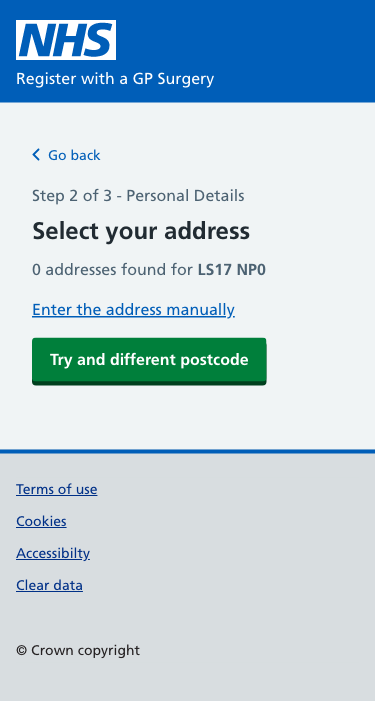 NHS
Register with a GP Surgery
Go back
Step 2 of 3 - Personal Details
Select your address
0 addresses found for LS17 NP0
Enter the address manually
Try and different postcode
Terms of use
Cookies
Accessibilty
Clear data
© Crown copyright